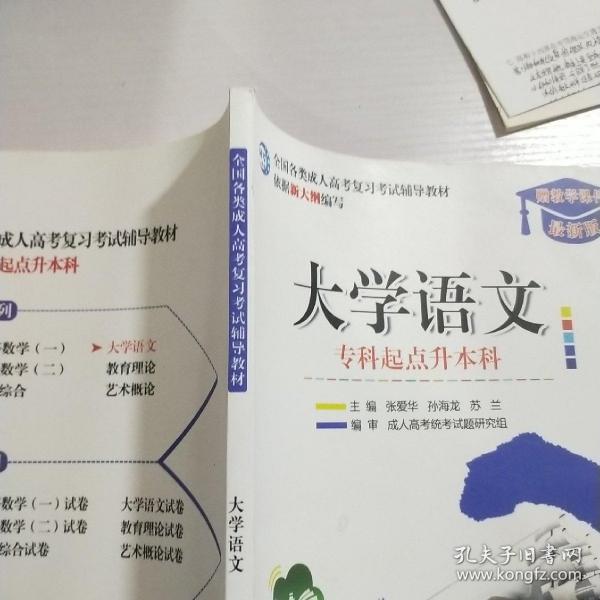 全国各类成人高考复习考试辅导教材
依据新大纲编写
赠教学课件
最新版
大学语文
专科起点升本科
主 编 张爱华 孙海龙 苏 兰
编 审 成人高考统考试题研究组
全国各类成人高考复习考试辅导教材
大学语文
成人高考复习考试辅导教材
起点升本科
列
数学（一） ➤ 大学语文
数学（二） 教育理论
综合 艺术概论
数学（一）试卷 大学语文试卷
数学（二）试卷 教育理论试卷
综合试卷 艺术概论试卷
孔夫子旧书网
www.kongfz.com